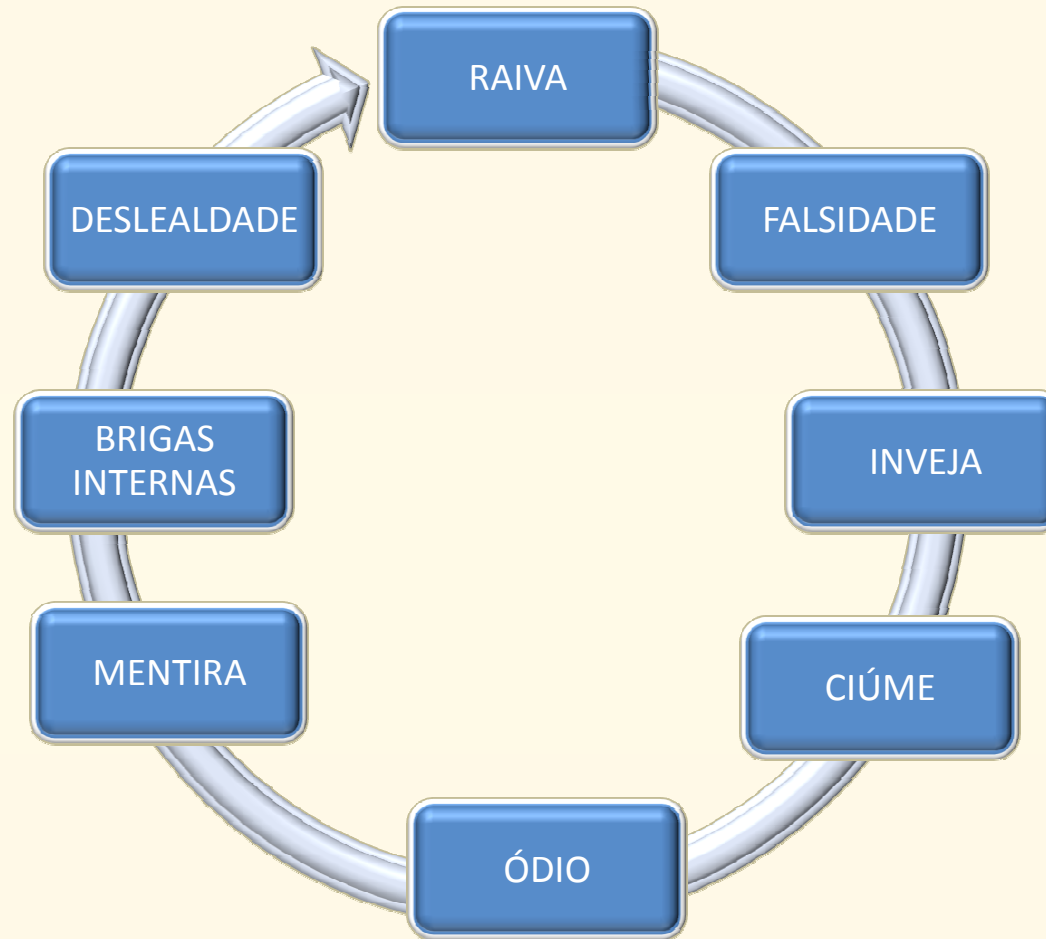 RAIVA
FALSIDADE
INVEJA
CIÚME
ÓDIO
MENTIRA
BRIGAS
INTERNAS
DESLEALDADE